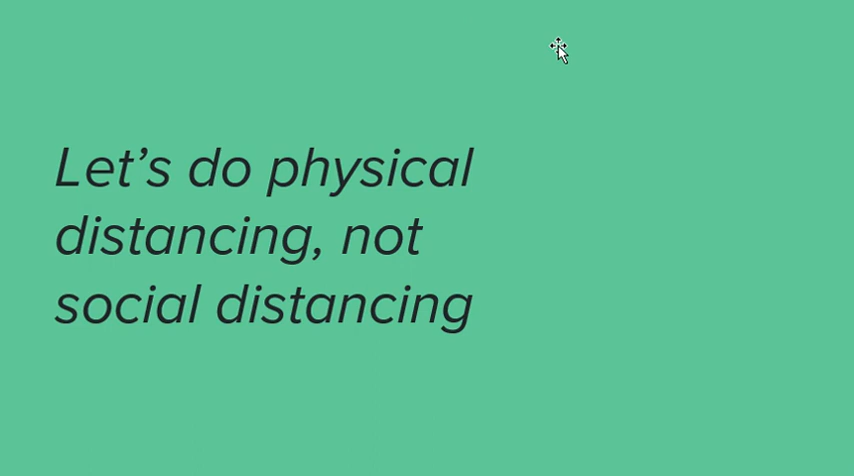 Let’s do physical
distancing, not
social distancing